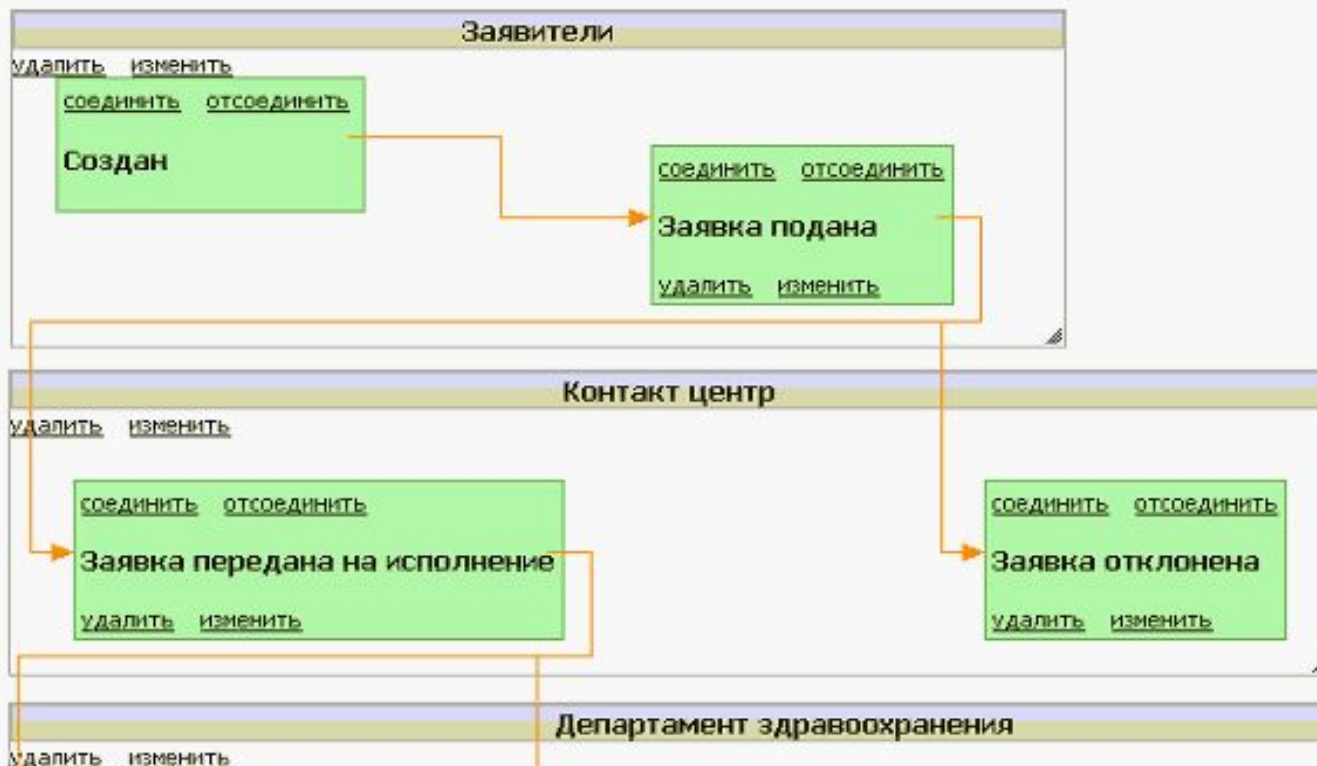 Заявители
удалить изменить
соединить отсоединить
Создан
соединить отсоединить
Заявка подана
удалить изменить
Контакт центр
удалить изменить
соединить отсоединить
Заявка передана на исполнение
удалить изменить
соединить отсоединить
Заявка отклонена
удалить изменить
Департамент здравоохранения
удалить изменить